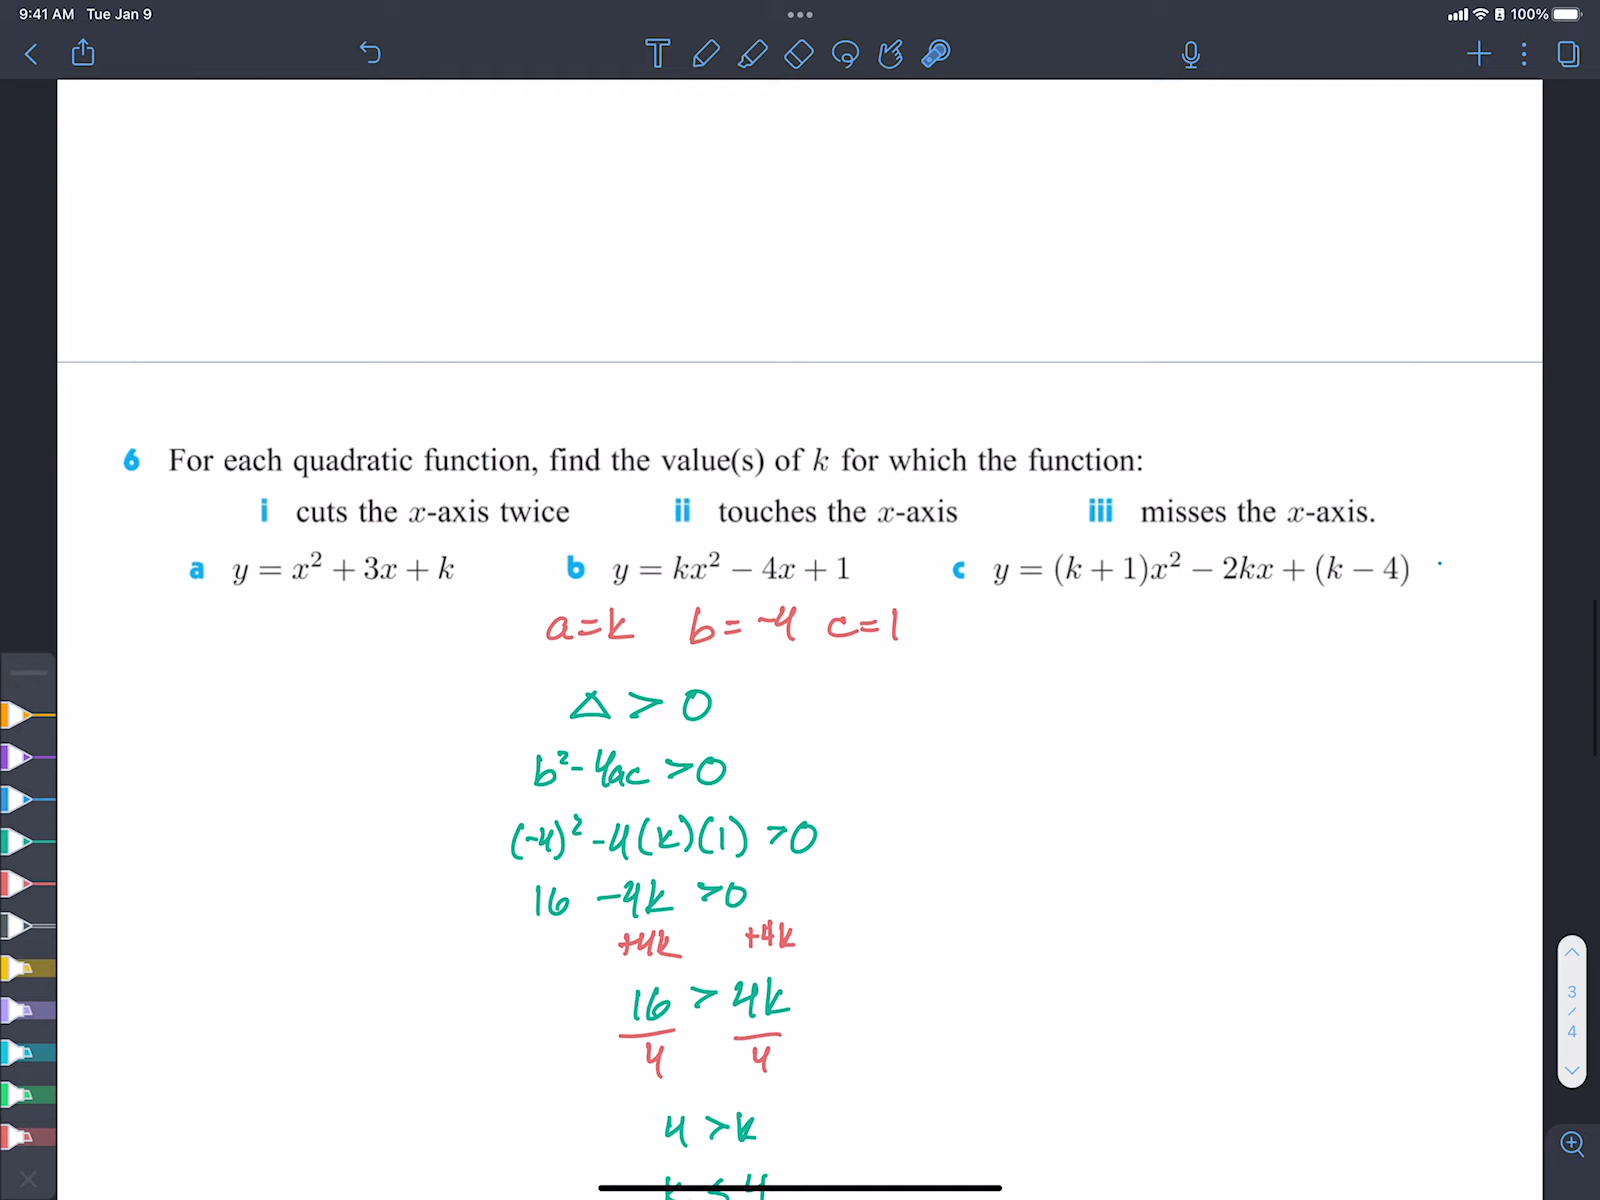 9:41 AM Tue Jan 9
100%
6 For each quadratic function, find the value(s) of k for which the function:
i cuts the x-axis twice ii touches the x-axis iii misses the x-axis.
a y = x² + 3x + k b y = kx² − 4x + 1 c y = (k + 1)x² − 2kx + (k − 4)
a=k b=-4 c=1
Δ > 0
b²-4ac >0
(-4)² -4(k)(1) >0
16 -4k >0
+4k +4k
16 > 4k
4 4
4 >k
k < 4
3
/
4